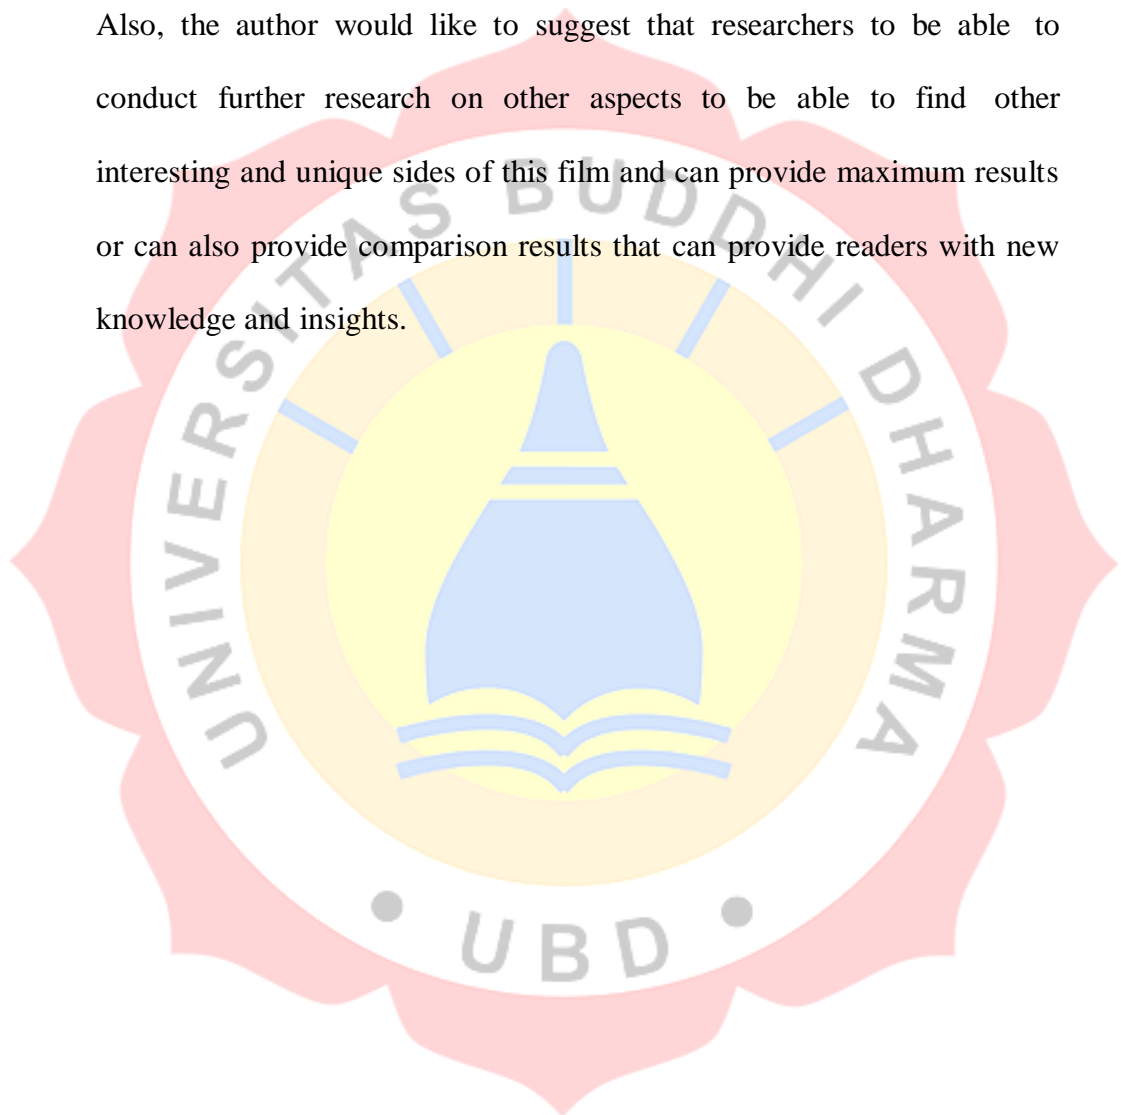 Also, the author would like to suggest that researchers to be able to
conduct further research on other aspects to be able to find other
interesting and unique sides of this film and can provide maximum results
or can also provide comparison results that can provide readers with new
knowledge and insights.
UNIVERSITAS BUDDHI DHARMA
• UBD •